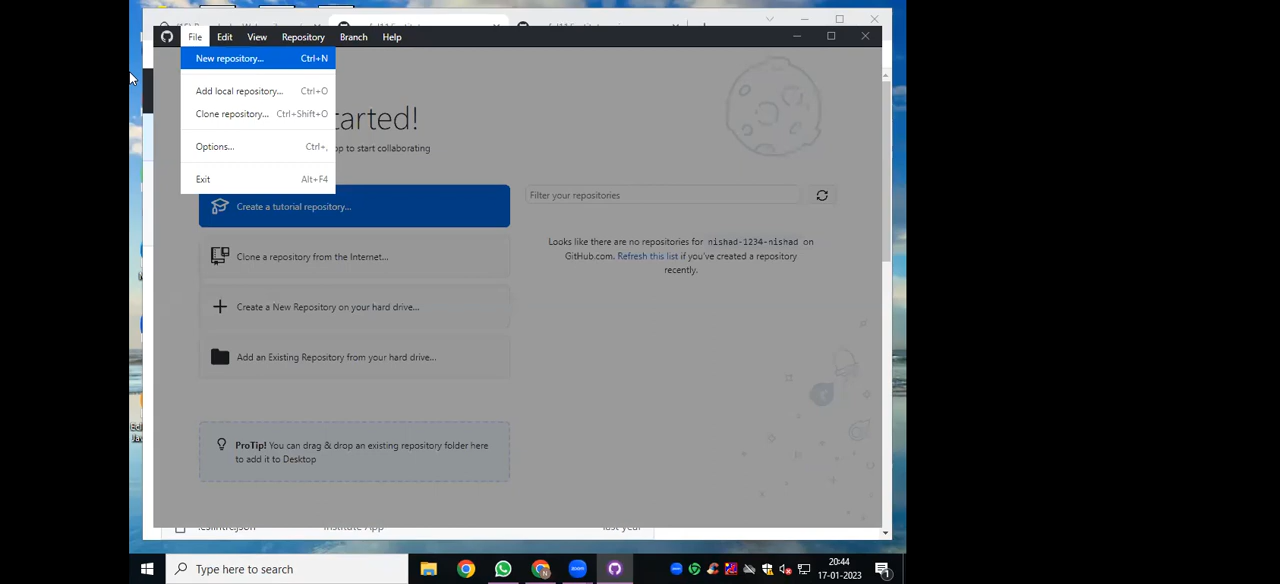 File Edit View Repository Branch Help
New repository... Ctrl+N
Add local repository... Ctrl+O
Clone repository... Ctrl+Shift+O
Options... Ctrl+,
Exit Alt+F4
started!
to start collaborating
Create a tutorial repository...
Clone a repository from the Internet...
Create a New Repository on your hard drive...
Add an Existing Repository from your hard drive...
ProTip! You can drag & drop an existing repository folder here
to add it to Desktop
Filter your repositories
Looks like there are no repositories for nishad-1234-nishad on
GitHub.com. Refresh this list if you've created a repository
recently.
Institute App
last year
Type here to search
20:44
17-01-2023
1